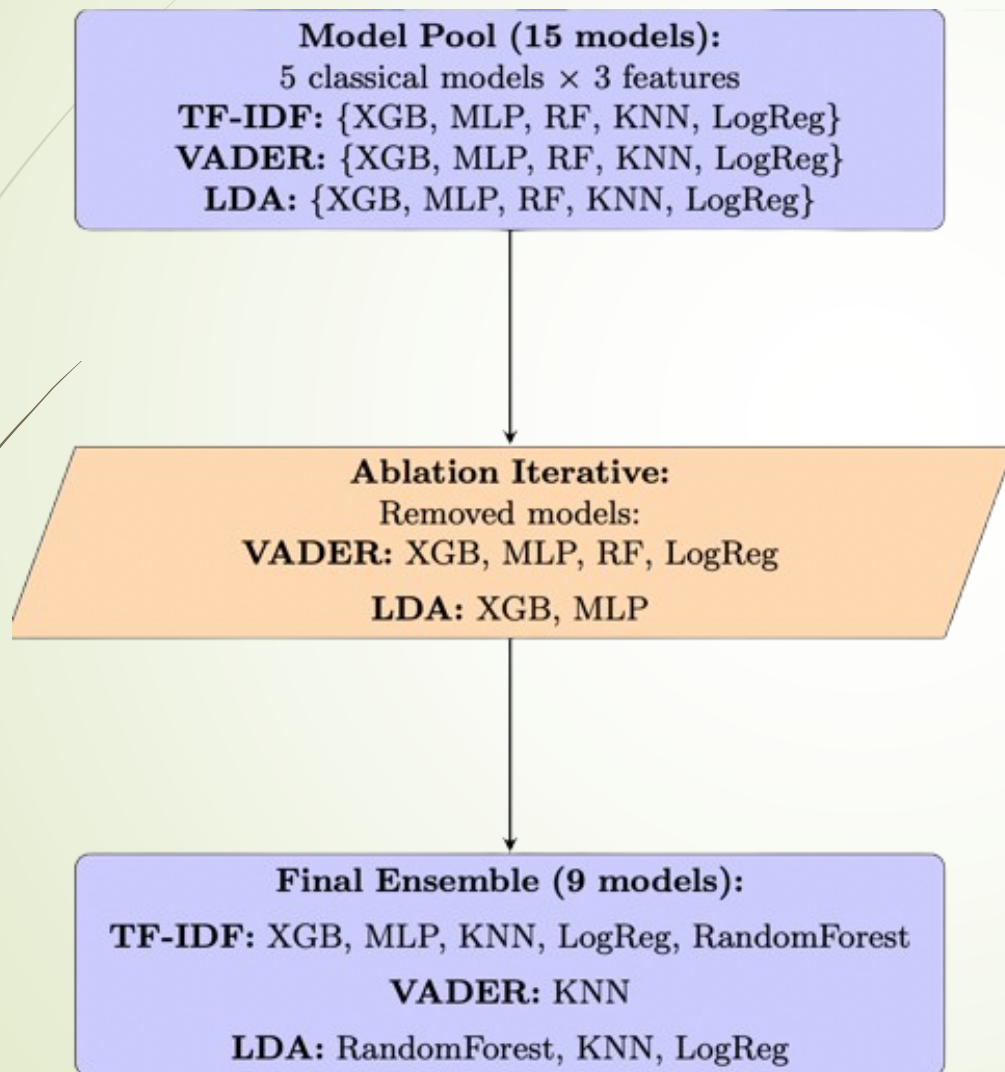 Model Pool (15 models):
5 classical models × 3 features
TF-IDF: {XGB, MLP, RF, KNN, LogReg}
VADER: {XGB, MLP, RF, KNN, LogReg}
LDA: {XGB, MLP, RF, KNN, LogReg}
Ablation Iterative:
Removed models:
VADER: XGB, MLP, RF, LogReg
LDA: XGB, MLP
Final Ensemble (9 models):
TF-IDF: XGB, MLP, KNN, LogReg, RandomForest
VADER: KNN
LDA: RandomForest, KNN, LogReg